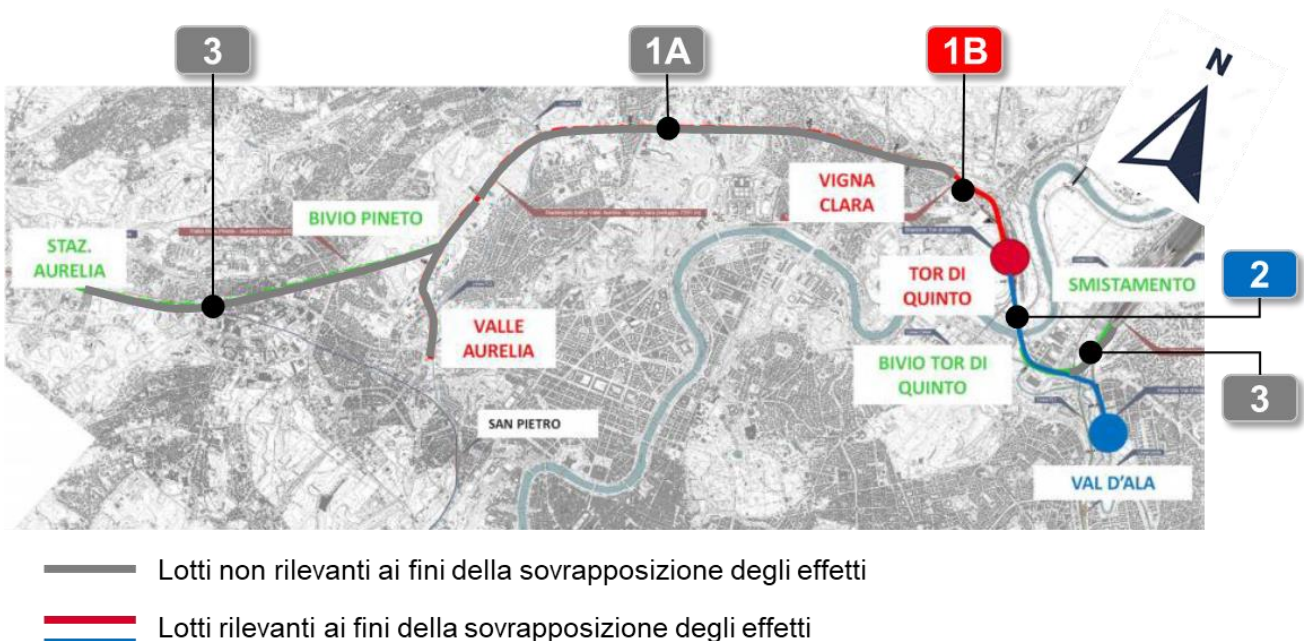 3
1A
1B
N
VIGNA
CLARA
BIVIO PINETO
STAZ.
AURELIA
TOR DI
QUINTO
SMISTAMENTO
2
VALLE
AURELIA
BIVIO TOR DI
QUINTO
3
SAN PIETRO
VAL D'ALA
Lotti non rilevanti ai fini della sovrapposizione degli effetti
Lotti rilevanti ai fini della sovrapposizione degli effetti